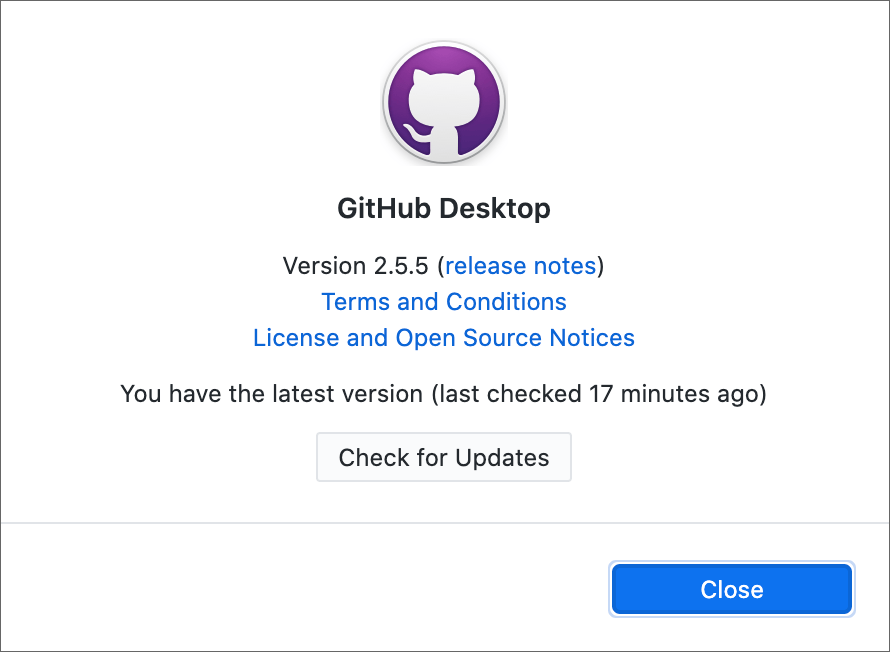 GitHub Desktop
Version 2.5.5 (release notes)
Terms and Conditions
License and Open Source Notices
You have the latest version (last checked 17 minutes ago)
Check for Updates
Close